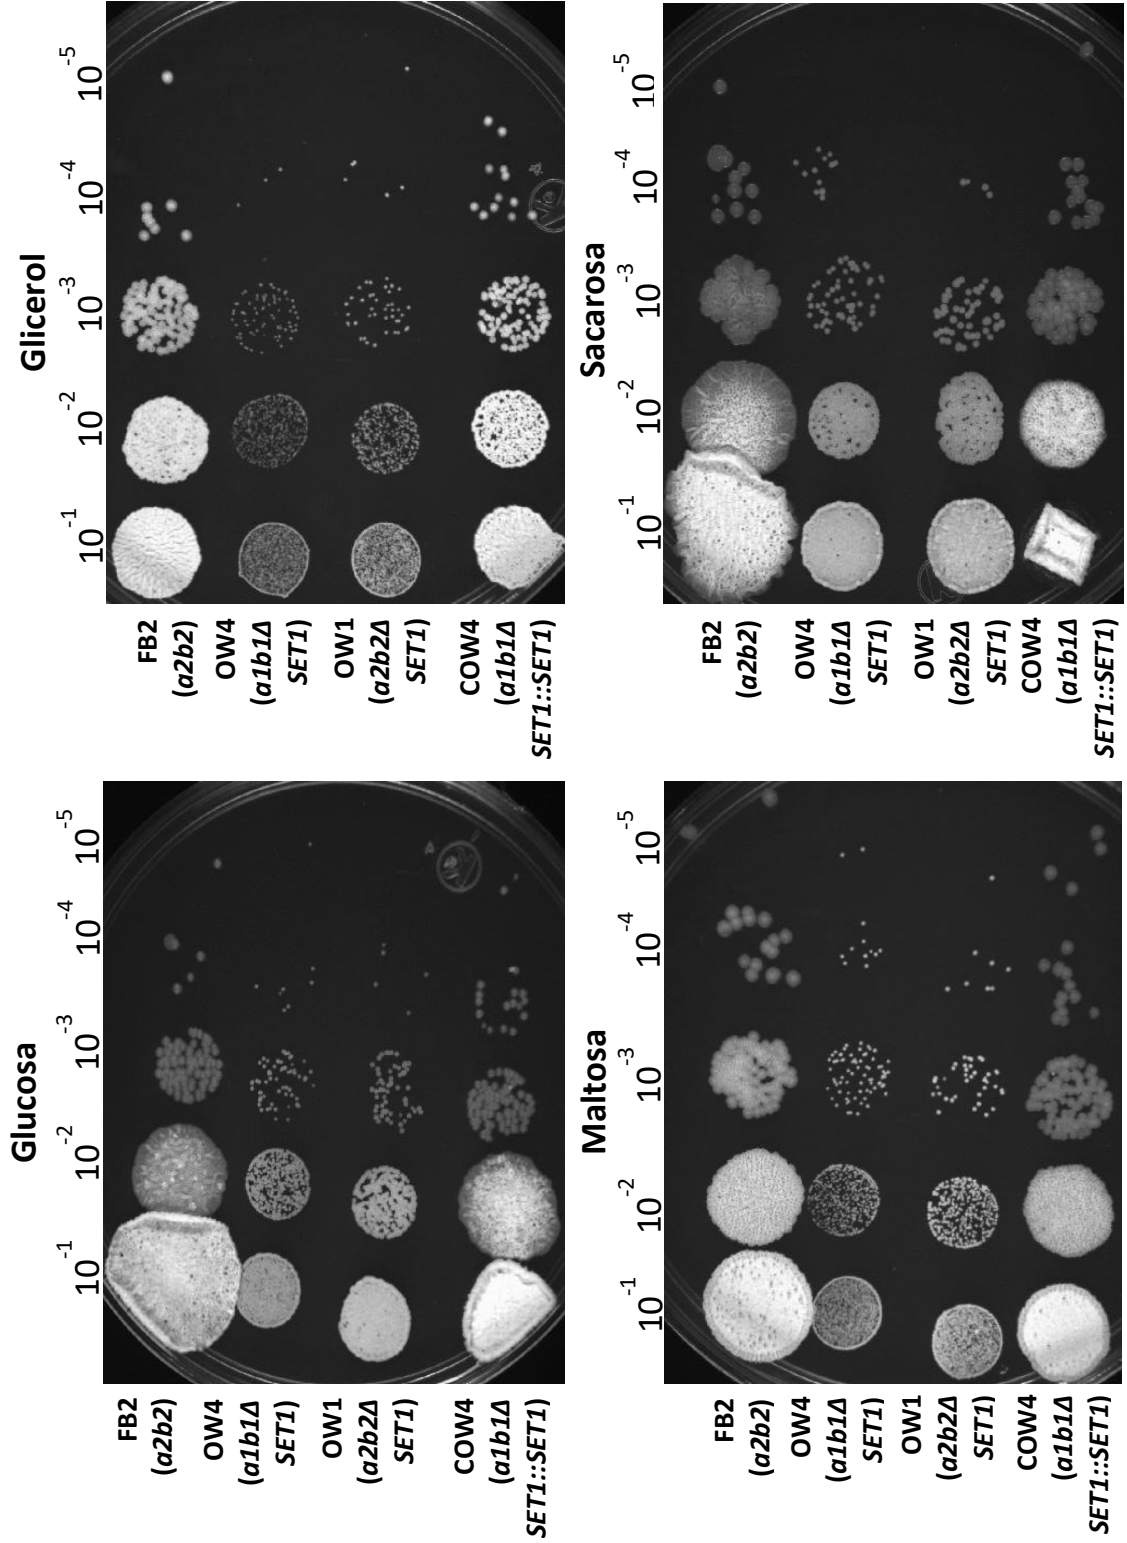 Glicerol
10-1
10-2
10-3
10-4
10-5
FB2
(a2b2)
OW4
(a1b1Δ
SET1)
OW1
(a2b2Δ
SET1)
COW4
(a1b1Δ
SET1::SET1)
Sacarosa
10-1
10-2
10-3
10-4
10-5
FB2
(a2b2)
OW4
(a1b1Δ
SET1)
OW1
(a2b2Δ
SET1)
COW4
(a1b1Δ
SET1::SET1)
Glucosa
10-1
10-2
10-3
10-4
10-5
FB2
(a2b2)
OW4
(a1b1Δ
SET1)
OW1
(a2b2Δ
SET1)
COW4
(a1b1Δ
SET1::SET1)
Maltosa
10-1
10-2
10-3
10-4
10-5
FB2
(a2b2)
OW4
(a1b1Δ
SET1)
OW1
(a2b2Δ
SET1)
COW4
(a1b1Δ
SET1::SET1)